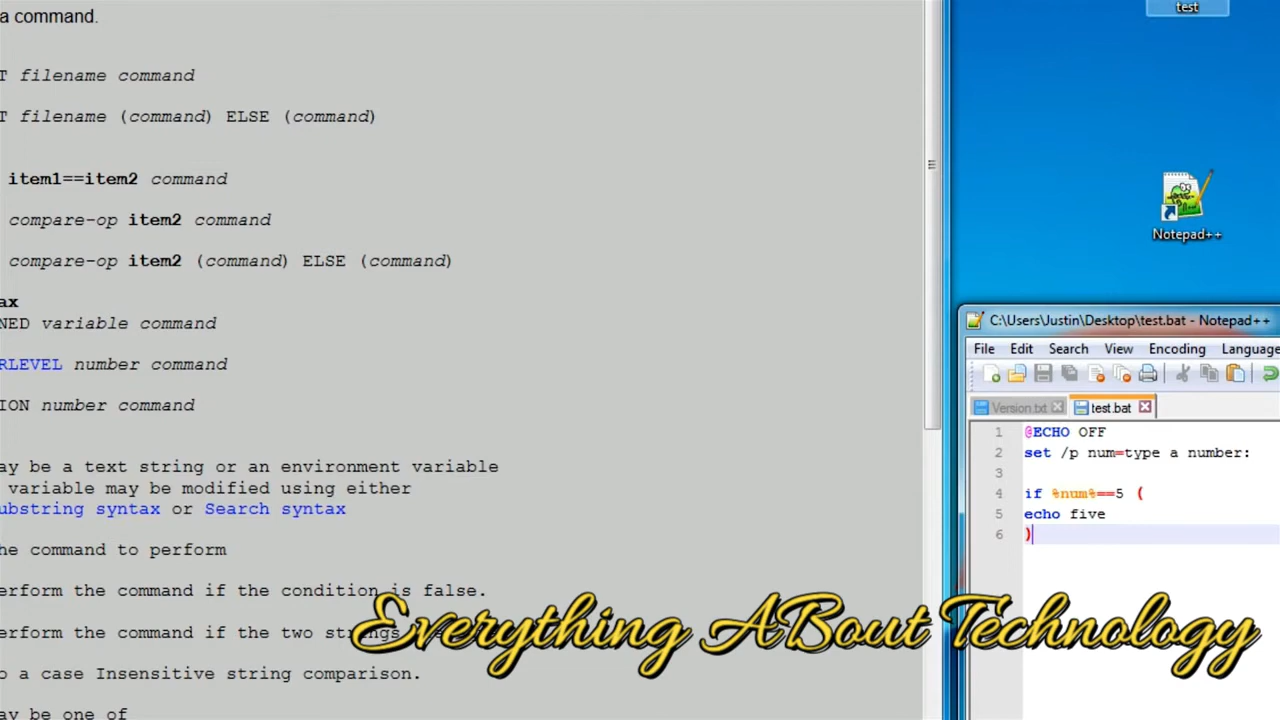 a command.
T filename command
T filename (command) ELSE (command)
item1==item2 command
compare-op item2 command
compare-op item2 (command) ELSE (command)
ax
NED variable command
RLEVEL number command
ION number command
ay be a text string or an environment variable
variable may be modified using either
ubstring syntax or Search syntax
he command to perform
erform the command if the condition is false.
erform the command if the two strings
o a case Insensitive string comparison.
ay be one of
test
Notepad++
C:\Users\Justin\Desktop\test.bat - Notepad++
File Edit Search View Encoding Language
Version.txt test.bat
1 @ECHO OFF
2 set /p num=type a number:
3
4 if %num%==5 (
5 echo five
6 )
Everything ABout Technology